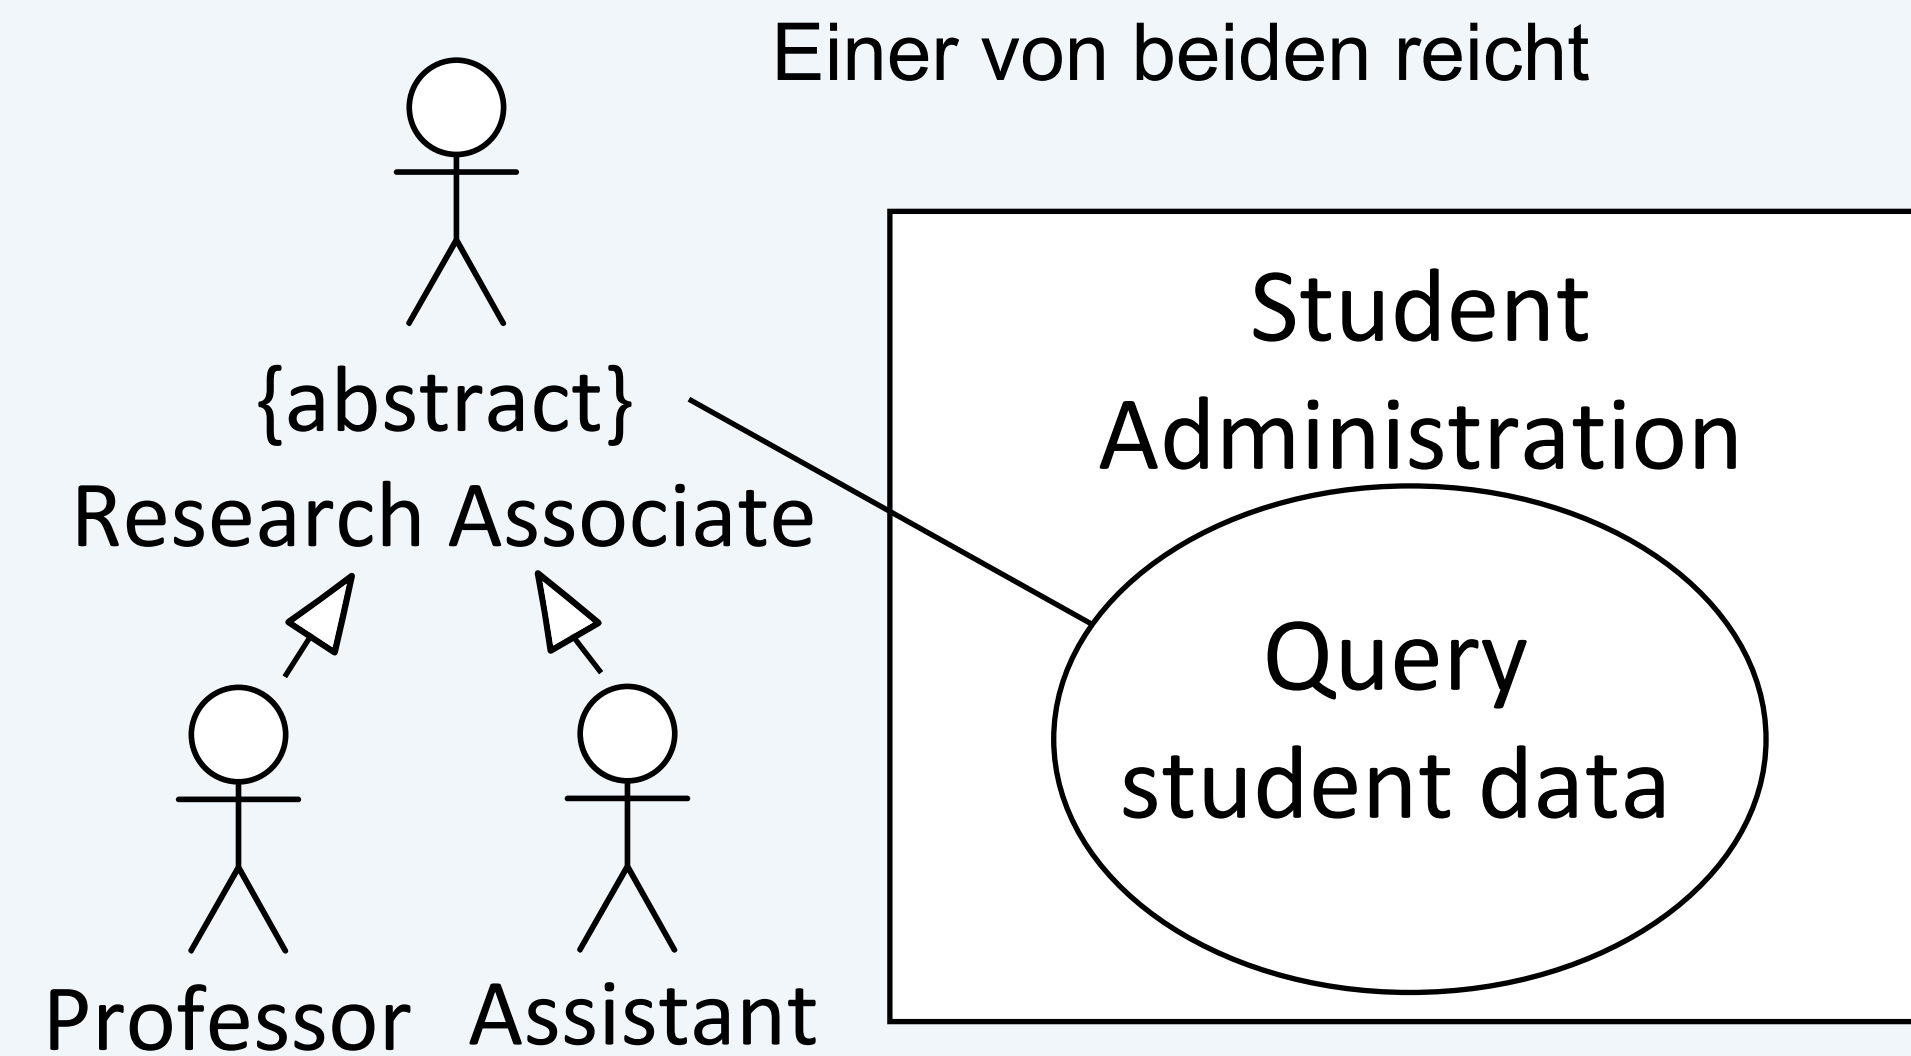 Einer von beiden reicht
{abstract}
Research Associate
Professor
Assistant
Student
Administration
Query
student data